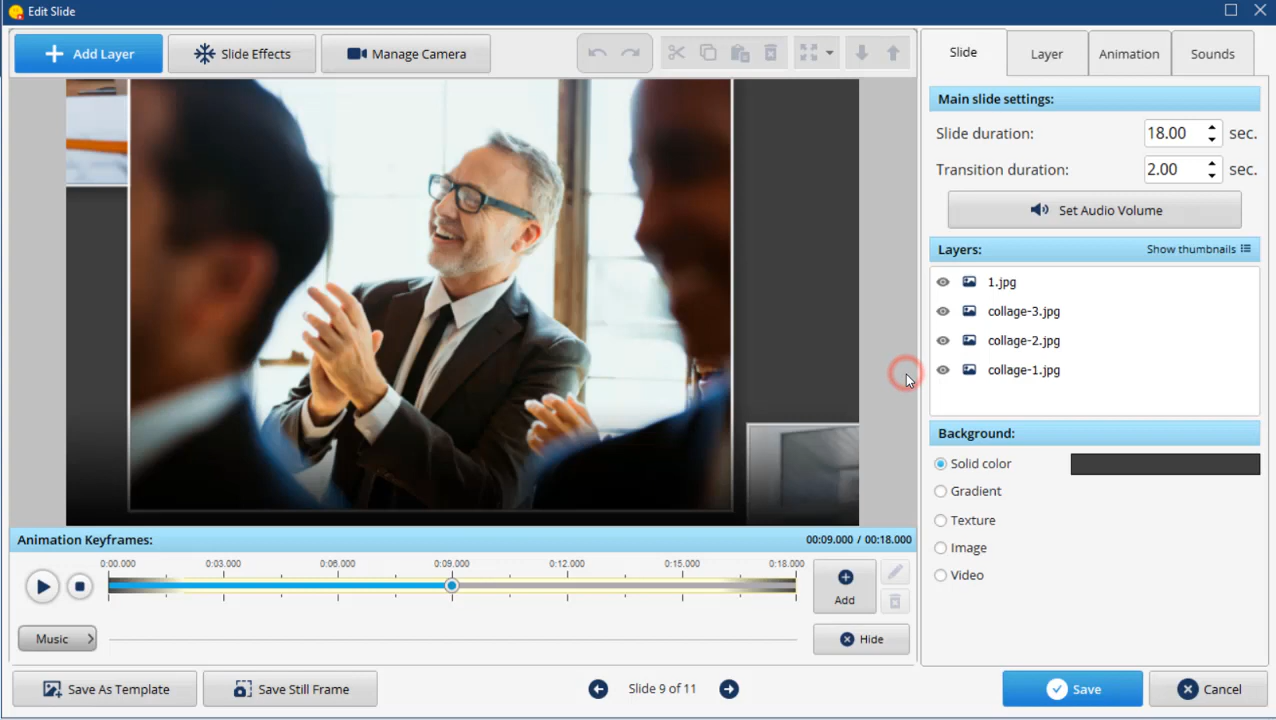 Edit Slide
Add Layer
Slide Effects
Manage Camera
Slide
Layer
Animation
Sounds
Main slide settings:
Slide duration: 18.00 sec.
Transition duration: 2.00 sec.
Set Audio Volume
Layers: Show thumbnails
1.jpg
collage-3.jpg
collage-2.jpg
collage-1.jpg
Background:
Solid color
Gradient
Texture
Image
Video
Animation Keyframes: 00:09.000 / 00:18.000
0:00.000 0:03.000 0:06.000 0:09.000 0:12.000 0:15.000 0:18.000
Add
Music
Hide
Save As Template
Save Still Frame
Slide 9 of 11
Save
Cancel